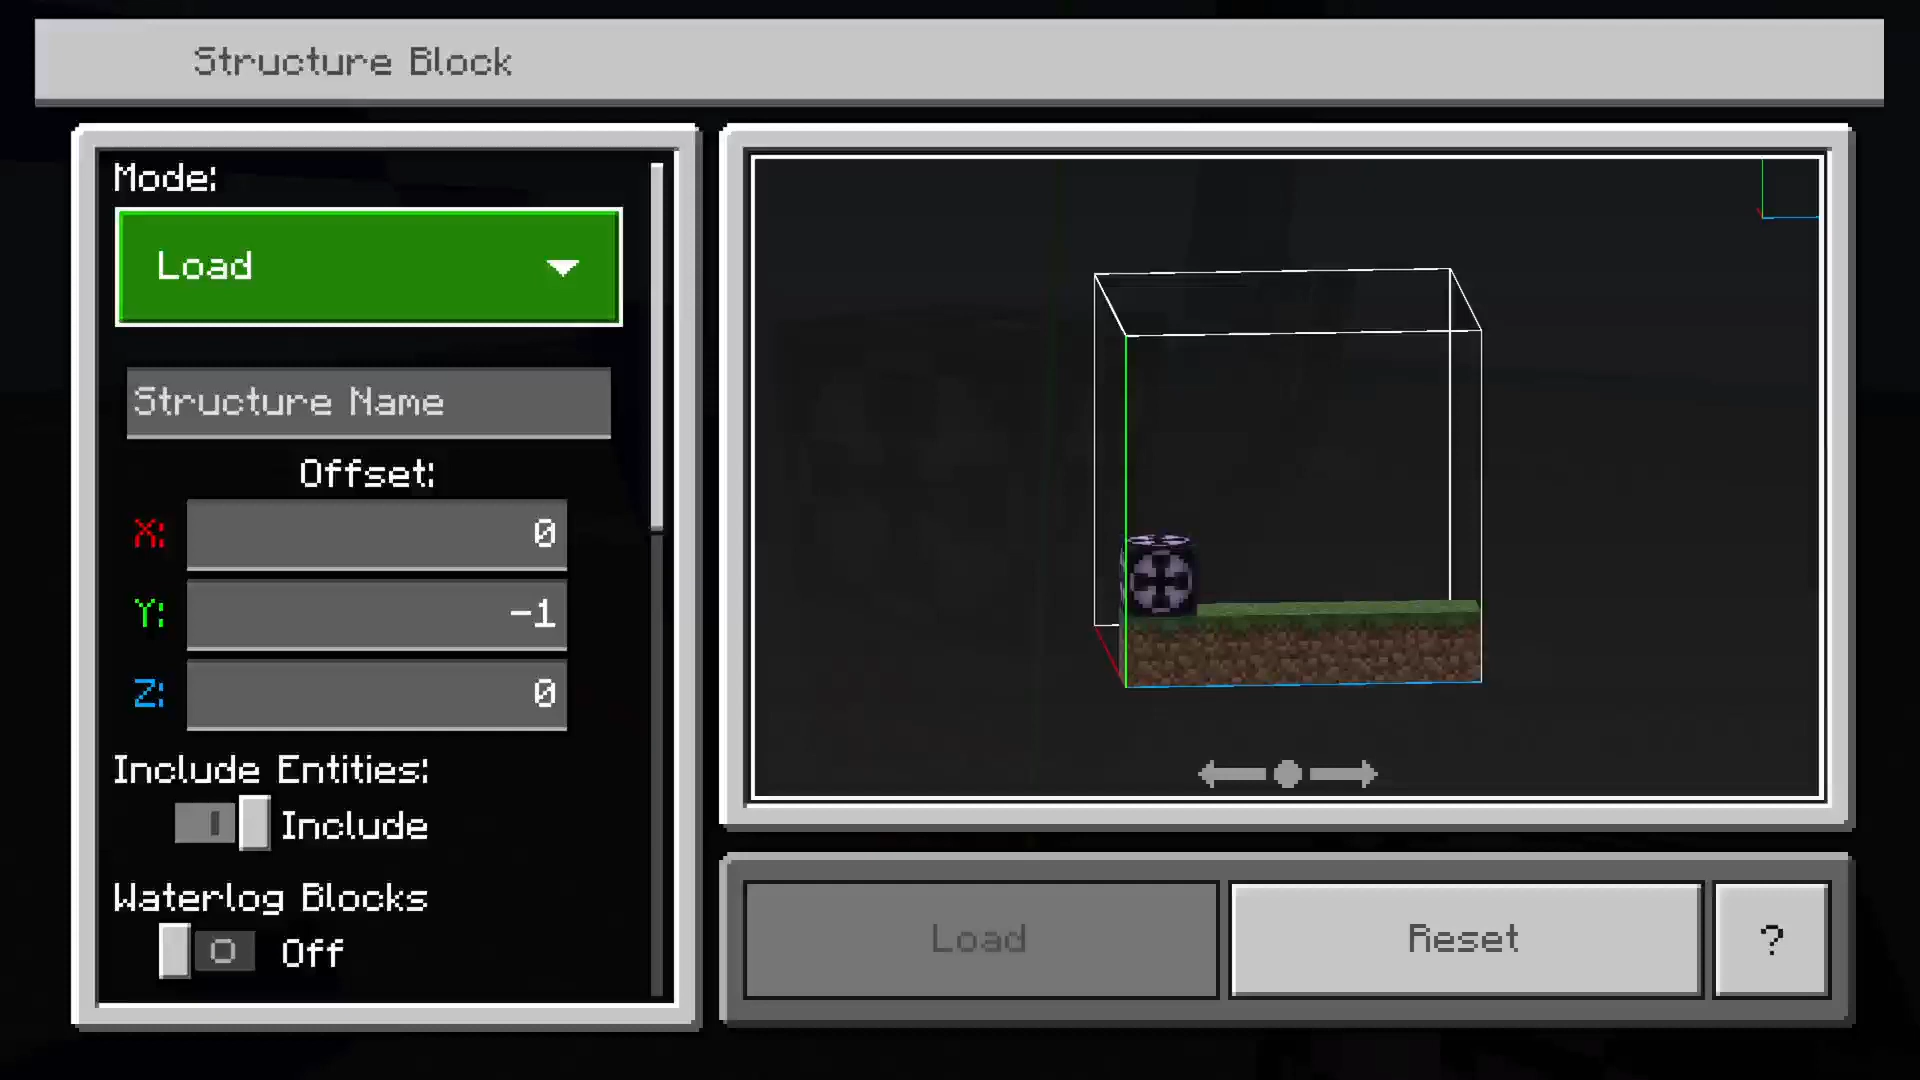 Structure Block
Mode:
Load
Structure Name
Offset:
X: 0
Y: -1
Z: 0
Include Entities:
Include
Waterlog Blocks
Off
Load
Reset
?